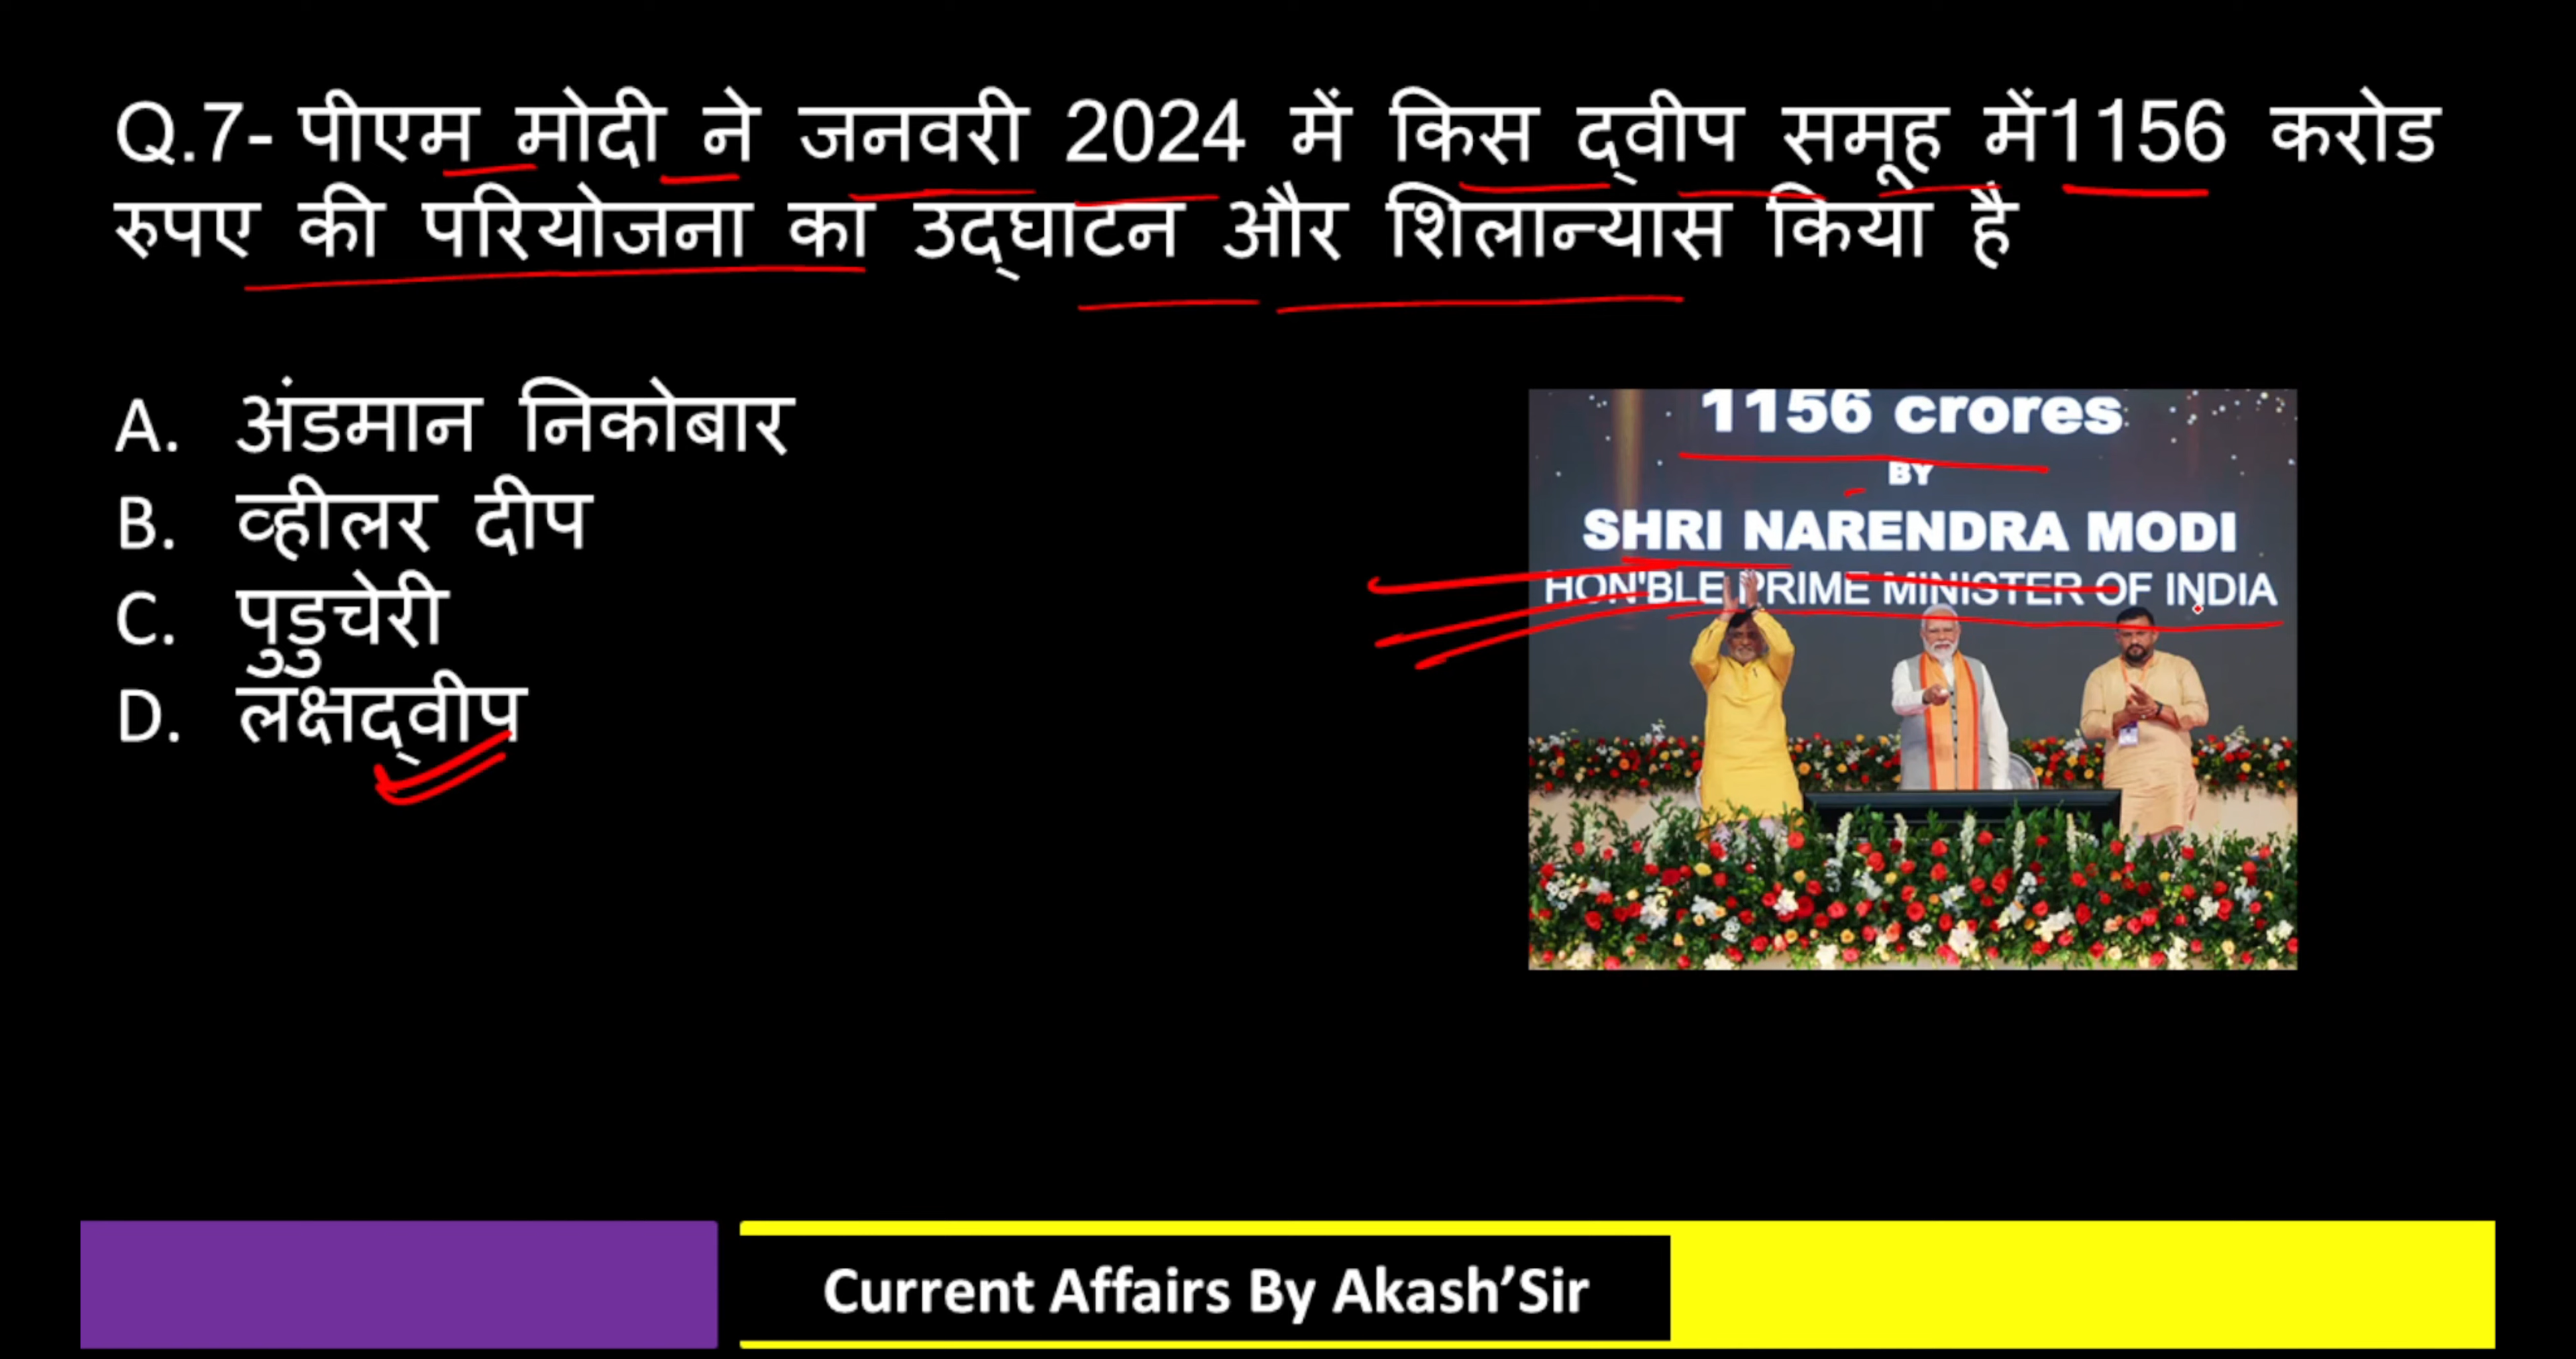 Q.7- पीएम मोदी ने जनवरी 2024 में किस द्वीप समूह में1156 करोड
रुपए की परियोजना का उद्घाटन और शिलान्यास किया है
A. अंडमान निकोबार
B. व्हीलर दीप
C. पुडुचेरी
D. लक्षद्वीप
1156 crores
BY
SHRI NARENDRA MODI
HON'BLE PRIME MINISTER OF INDIA
Current Affairs By Akash’Sir